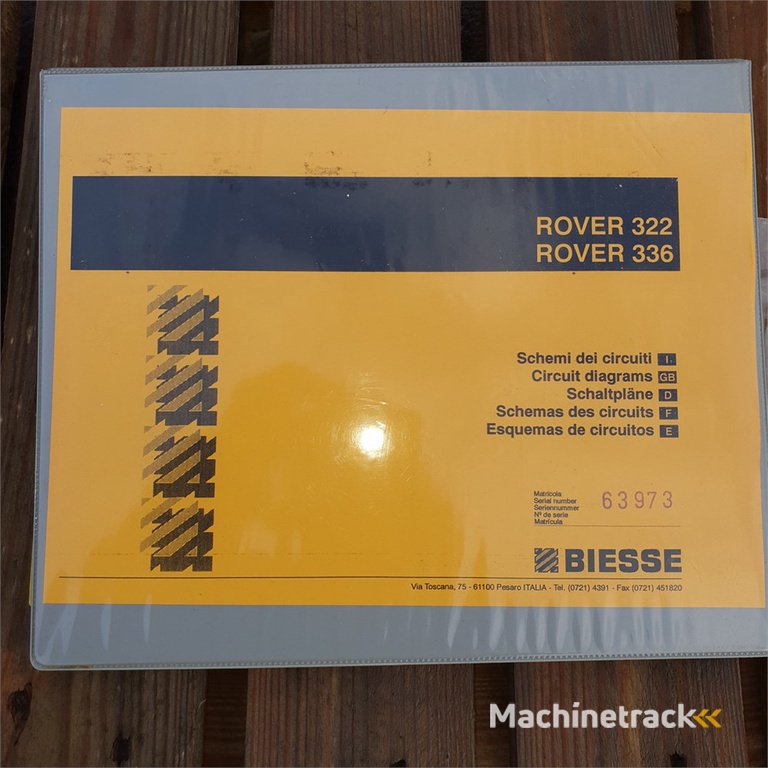 ROVER 322
ROVER 336
Schemi dei circuiti I
Circuit diagrams GB
Schaltpläne D
Schemas des circuits F
Esquemas de circuitos E
Matricola
Serial number
Seriennummer
Nº de serie
Matrícula
63973
BIESSE
Via Toscana, 75 - 61100 Pesaro ITALIA - Tel. (0721) 4391 - Fax (0721) 451820
Machinetrack